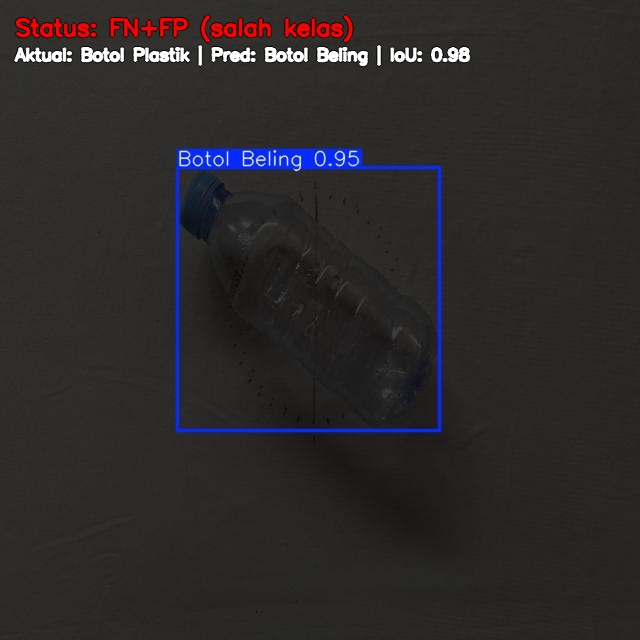 Status: FN+FP (salah kelas)
Aktual: Botol Plastik | Pred: Botol Beling | IoU: 0.98
Botol Beling 0.95